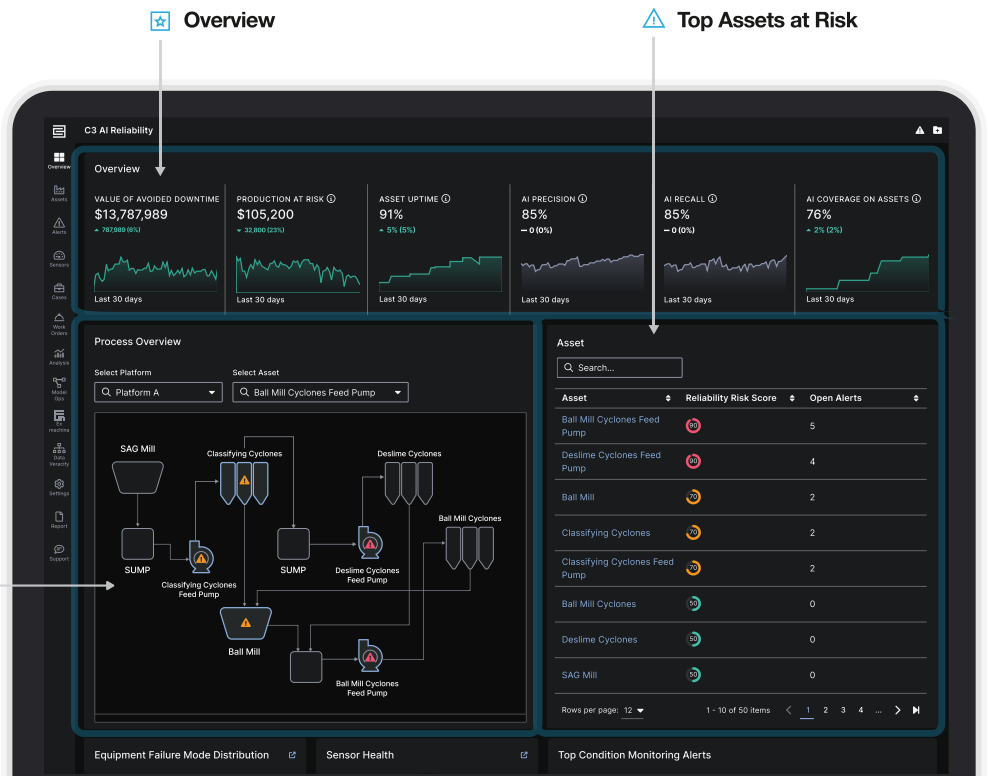 Overview
Top Assets at Risk
C3 AI Reliability
Overview
Assets
Alerts
Sensors
Cases
Work
Orders
Analysis
Model
Ops
Ex
machina
Data
Veracity
Settings
Report
Support
Overview
VALUE OF AVOIDED DOWNTIME
$13,787,989
787,989 (6%)
Last 30 days
PRODUCTION AT RISK
$105,200
32,800 (23%)
Last 30 days
ASSET UPTIME
91%
5% (5%)
Last 30 days
AI PRECISION
85%
0 (0%)
Last 30 days
AI RECALL
85%
0 (0%)
Last 30 days
AI COVERAGE ON ASSETS
76%
2% (2%)
Last 30 days
Process Overview
Select Platform
Platform A
Select Asset
Ball Mill Cyclones Feed Pump
SAG Mill
Classifying Cyclones
Deslime Cyclones
Ball Mill Cyclones
SUMP
Classifying Cyclones
Feed Pump
SUMP
Deslime Cyclones
Feed Pump
Ball Mill
Ball Mill Cyclones
Feed Pump
Asset
Search...
Asset Reliability Risk Score Open Alerts
Ball Mill Cyclones Feed
Pump
90 5
Deslime Cyclones Feed
Pump
90 4
Ball Mill 70 2
Classifying Cyclones 70 2
Classifying Cyclones Feed
Pump
70 2
Ball Mill Cyclones 50 0
Deslime Cyclones 50 0
SAG Mill 50 0
Rows per page: 12 1 - 10 of 50 items 1 2 3 4 ...
Equipment Failure Mode Distribution
Sensor Health
Top Condition Monitoring Alerts